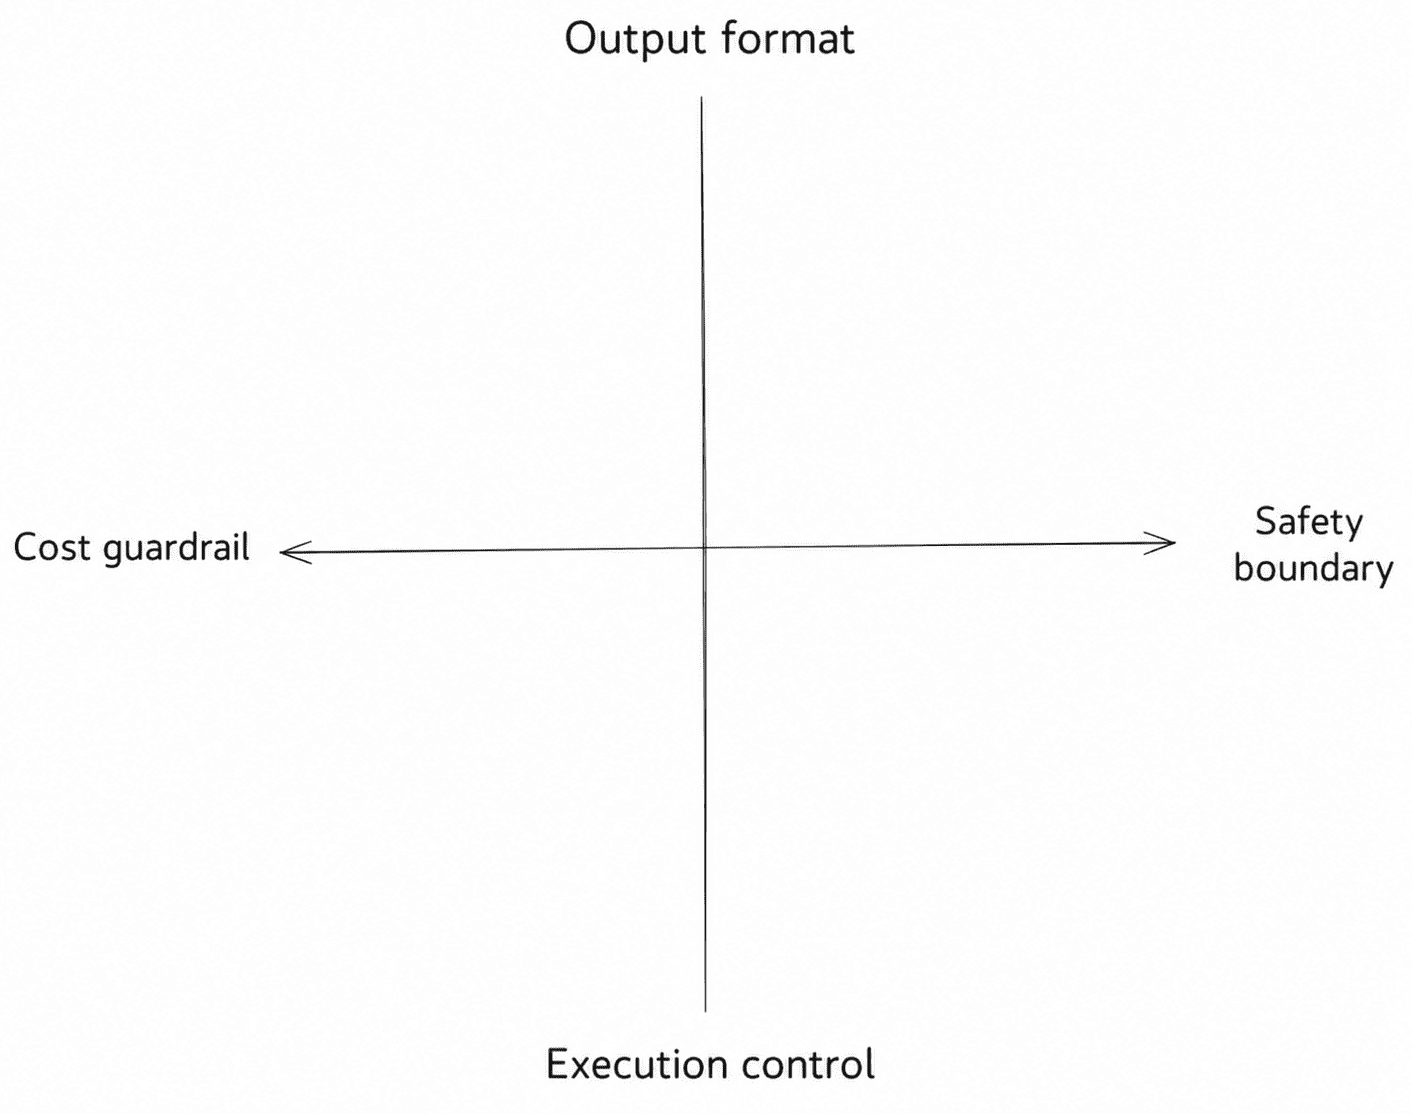 Output format
Cost guardrail
Safety
boundary
Execution control